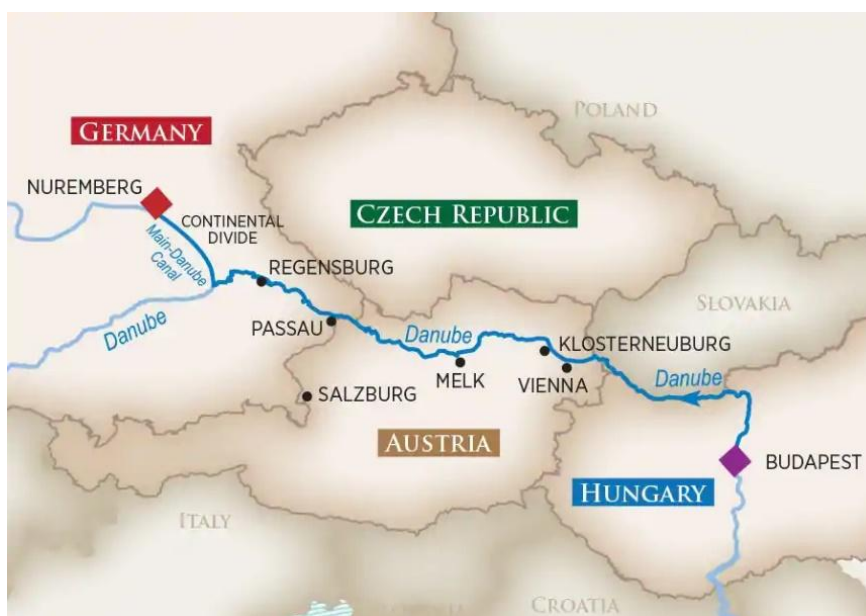 POLAND
GERMANY
NUREMBERG
CONTINENTAL
DIVIDE
Main-Danube
Canal
CZECH REPUBLIC
REGENSBURG
SLOVAKIA
Danube
PASSAU
Danube
KLOSTERNEUBURG
MELK
VIENNA
Danube
SALZBURG
AUSTRIA
BUDAPEST
HUNGARY
ITALY
CROATIA